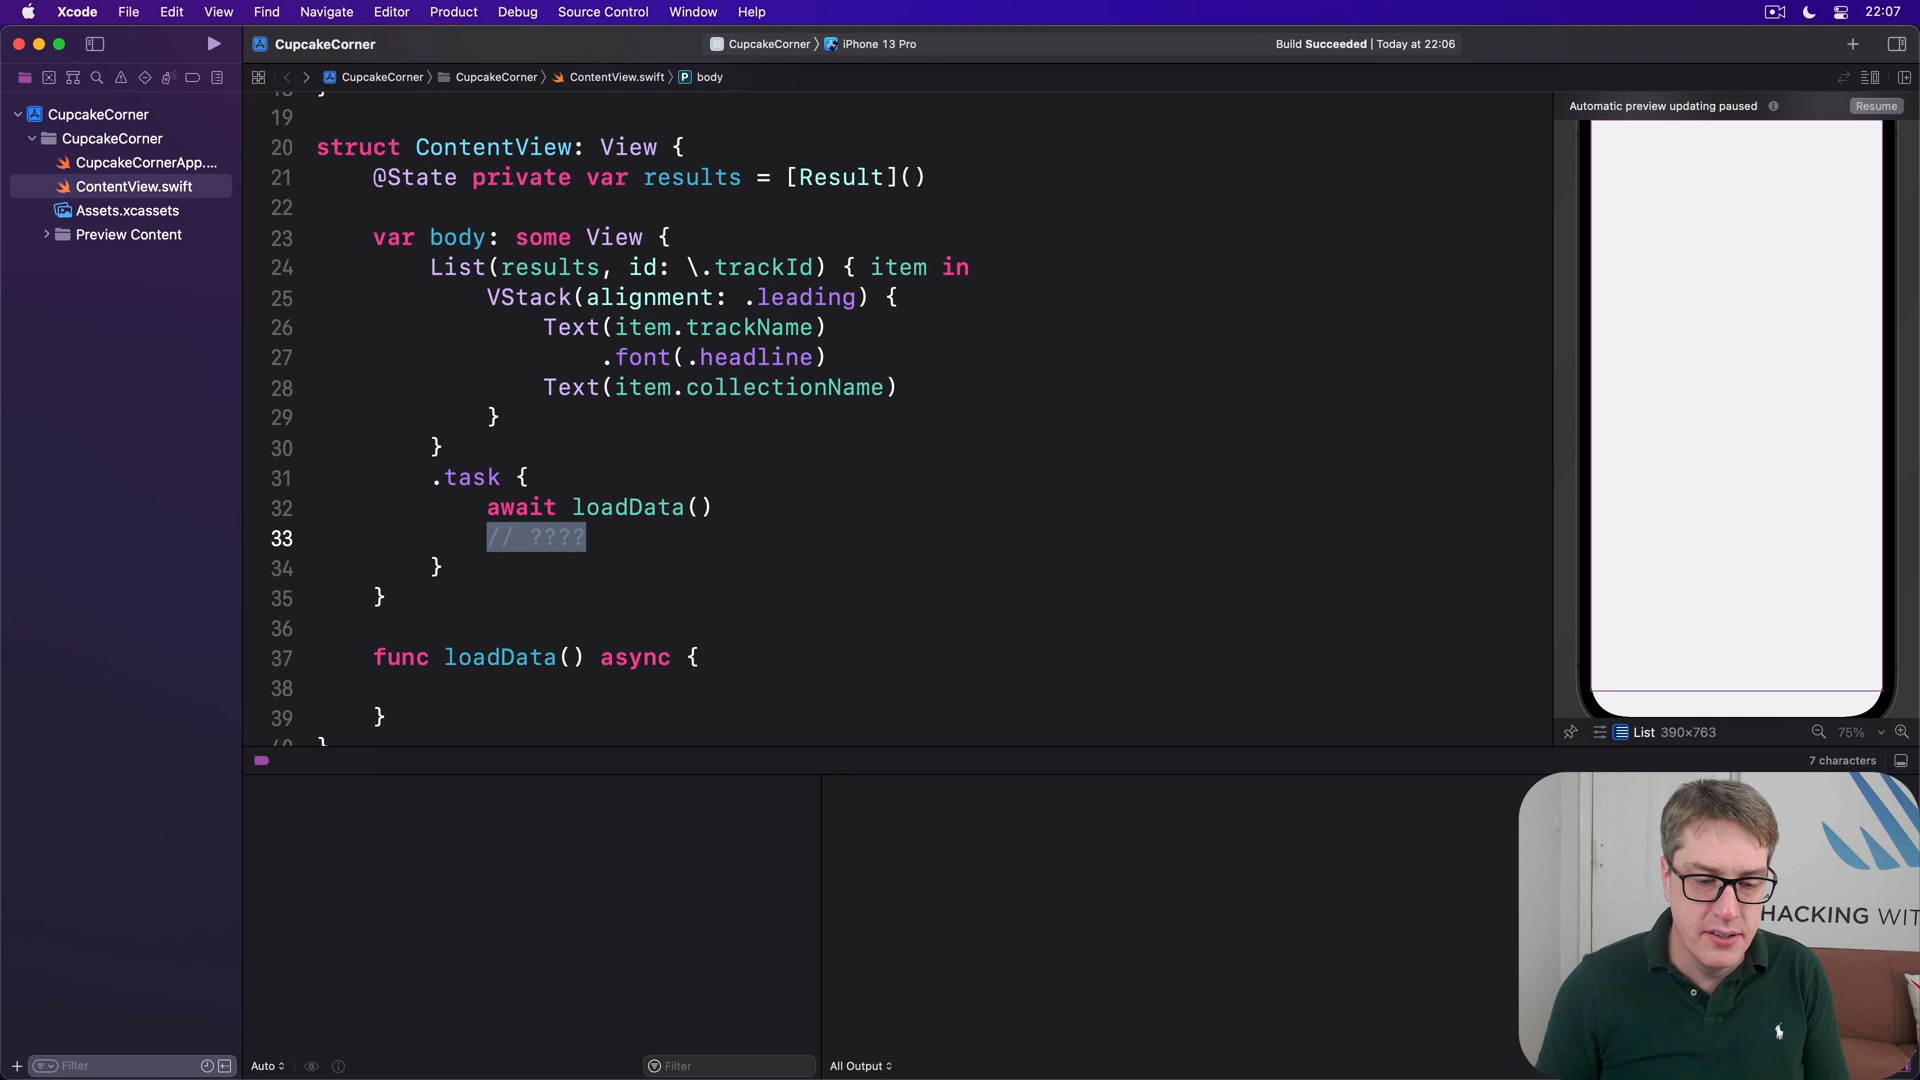 Xcode File Edit View Find Navigate Editor Product Debug Source Control Window Help 22:07
CupcakeCorner CupcakeCorner iPhone 13 Pro Build Succeeded | Today at 22:06
CupcakeCorner CupcakeCorner ContentView.swift P body
CupcakeCorner
CupcakeCorner
CupcakeCornerApp....
ContentView.swift
Assets.xcassets
Preview Content
19
20 struct ContentView: View {
21 @State private var results = [Result]()
22
23 var body: some View {
24 List(results, id: \.trackId) { item in
25 VStack(alignment: .leading) {
26 Text(item.trackName)
27 .font(.headline)
28 Text(item.collectionName)
29 }
30 }
31 .task {
32 await loadData()
33 // ????
34 }
35 }
36
37 func loadData() async {
38
39 }
}
Automatic preview updating paused Resume
List 390×763 75%
7 characters
HACKING WIT
Filter Auto Filter All Output